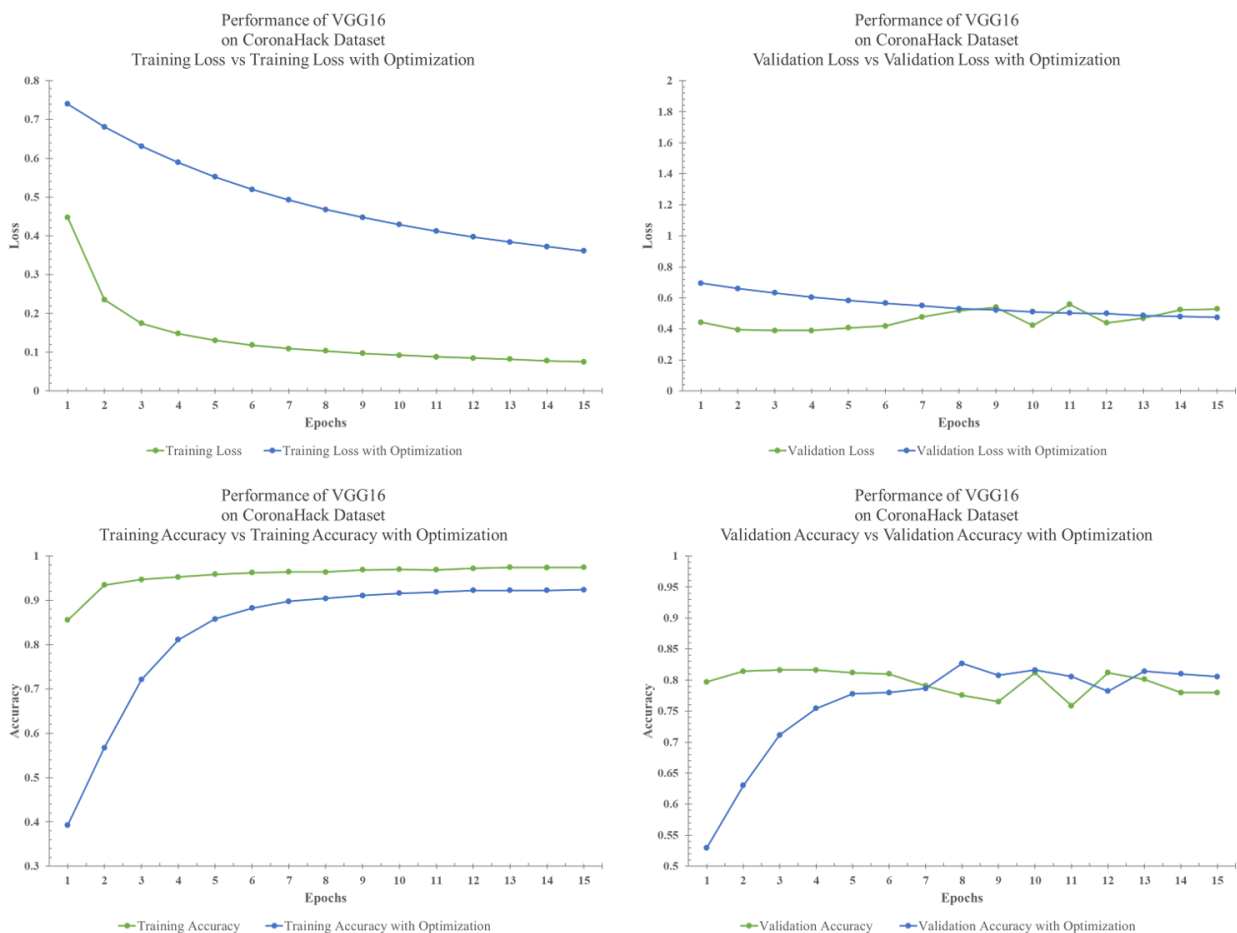 Performance of VGG16
on CoronaHack Dataset
Training Loss vs Training Loss with Optimization
0.8
0.7
0.6
0.5
0.4
0.3
0.2
0.1
0
Loss
1 2 3 4 5 6 7 8 9 10 11 12 13 14 15
Epochs
Training Loss Training Loss with Optimization
Performance of VGG16
on CoronaHack Dataset
Validation Loss vs Validation Loss with Optimization
2
1.8
1.6
1.4
1.2
1
0.8
0.6
0.4
0.2
0
Loss
1 2 3 4 5 6 7 8 9 10 11 12 13 14 15
Epochs
Validation Loss Validation Loss with Optimization
Performance of VGG16
on CoronaHack Dataset
Training Accuracy vs Training Accuracy with Optimization
1
0.9
0.8
0.7
0.6
0.5
0.4
0.3
Accuracy
1 2 3 4 5 6 7 8 9 10 11 12 13 14 15
Epochs
Training Accuracy Training Accuracy with Optimization
Performance of VGG16
on CoronaHack Dataset
Validation Accuracy vs Validation Accuracy with Optimization
1
0.95
0.9
0.85
0.8
0.75
0.7
0.65
0.6
0.55
0.5
Accuracy
1 2 3 4 5 6 7 8 9 10 11 12 13 14 15
Epochs
Validation Accuracy Validation Accuracy with Optimization